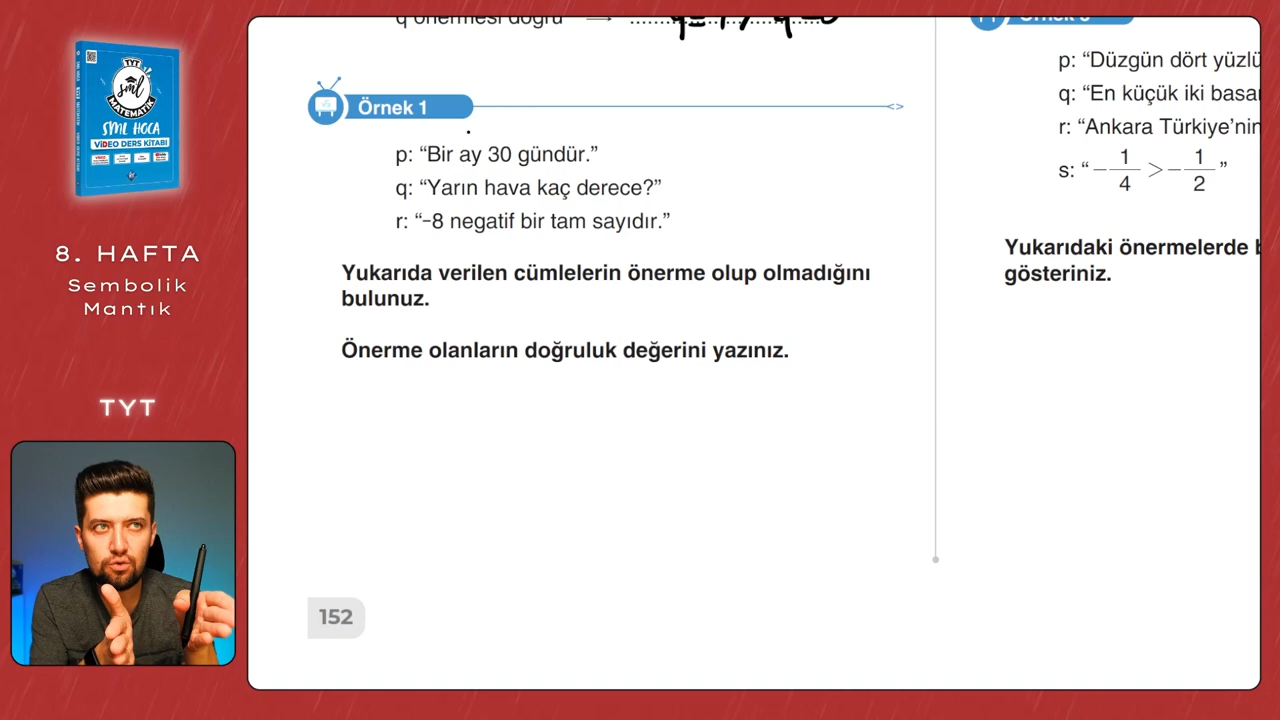 q önermesi doğru
Örnek 1
p: “Bir ay 30 gündür.”
q: “Yarın hava kaç derece?”
r: “−8 negatif bir tam sayıdır.”
Yukarıda verilen cümlelerin önerme olup olmadığını
bulunuz.
Önerme olanların doğruluk değerini yazınız.
152
p: “Düzgün dört yüzlü
q: “En küçük iki basa
r: “Ankara Türkiye’nin
s: “ −1/4 > −1/2 ”
Yukarıdaki önermelerde b
gösteriniz.
TYT
sml
MATEMATİK
SML HOCA
VİDEO DERS KİTABI
8. HAFTA
Sembolik
Mantık
TYT